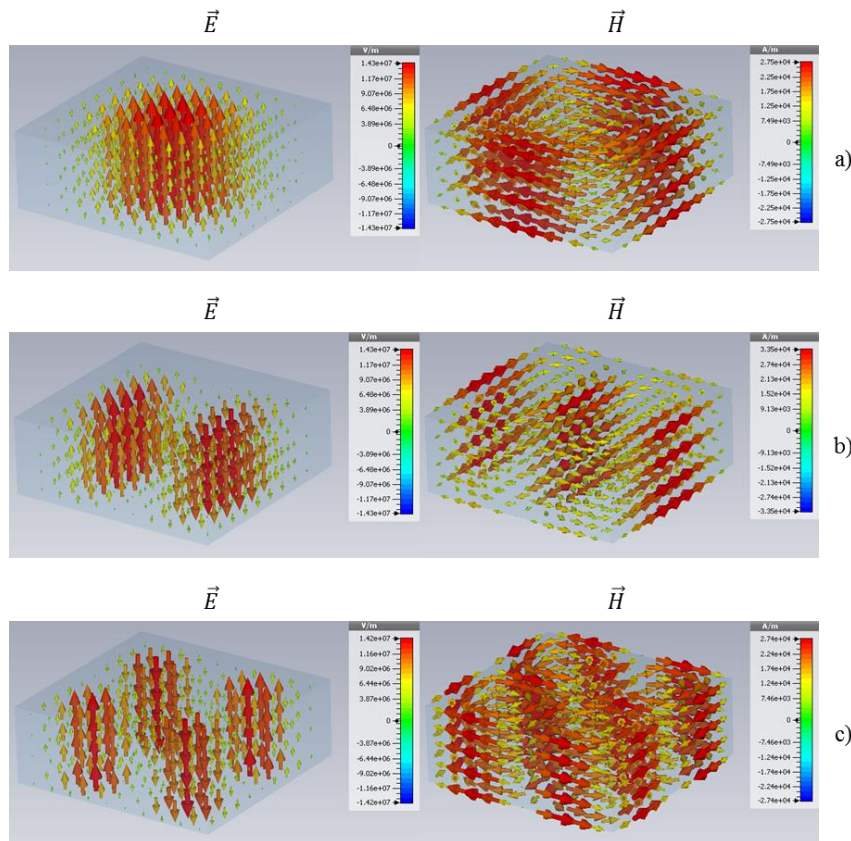 E⃗ H⃗
V/m A/m
1.43e+07 2.75e+04
1.17e+07 2.25e+04
9.07e+06 1.75e+04
6.48e+06 1.25e+04
3.89e+06 7.49e+03
0 0
-3.89e+06 -7.49e+03
-6.48e+06 -1.25e+04
-9.07e+06 -1.75e+04
-1.17e+07 -2.25e+04
-1.43e+07 -2.75e+04
a)
E⃗ H⃗
V/m A/m
1.43e+07 3.35e+04
1.17e+07 2.74e+04
9.07e+06 2.13e+04
6.48e+06 1.52e+04
3.89e+06 9.13e+03
0 0
-3.89e+06 -9.13e+03
-6.48e+06 -1.52e+04
-9.07e+06 -2.13e+04
-1.17e+07 -2.74e+04
-1.43e+07 -3.35e+04
b)
E⃗ H⃗
V/m A/m
1.42e+07 2.74e+04
1.16e+07 2.24e+04
9.02e+06 1.74e+04
6.44e+06 1.24e+04
3.87e+06 7.46e+03
0 0
-3.87e+06 -7.46e+03
-6.44e+06 -1.24e+04
-9.02e+06 -1.74e+04
-1.16e+07 -2.24e+04
-1.42e+07 -2.74e+04
c)